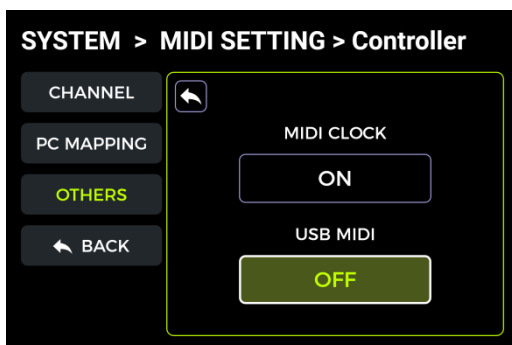 SYSTEM > MIDI SETTING > Controller
CHANNEL
PC MAPPING
OTHERS
BACK
MIDI CLOCK
ON
USB MIDI
OFF